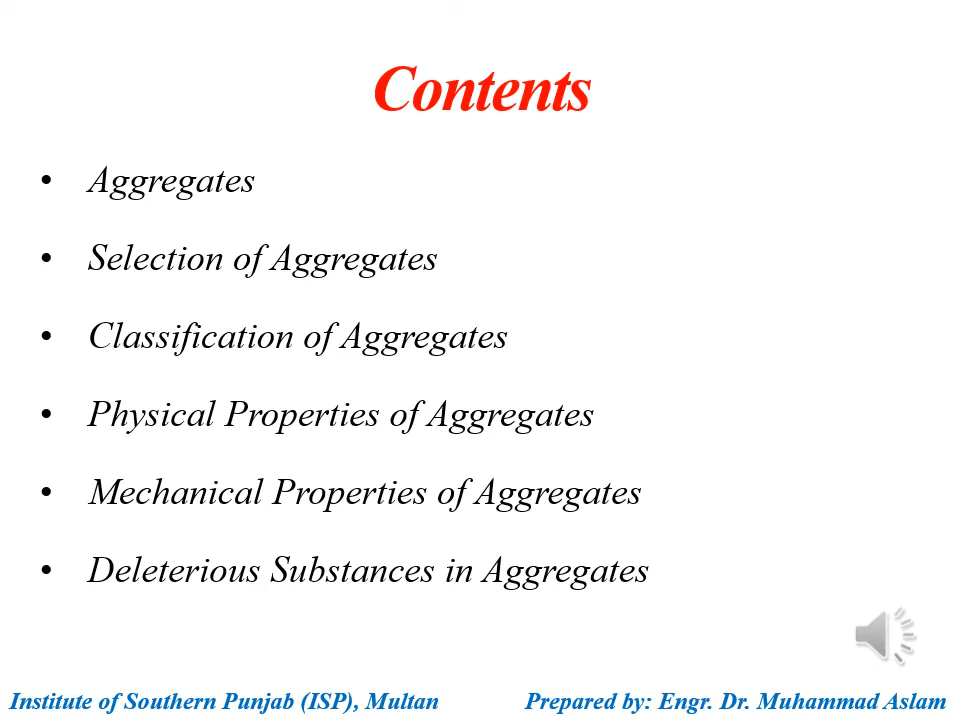 Contents
• Aggregates
• Selection of Aggregates
• Classification of Aggregates
• Physical Properties of Aggregates
• Mechanical Properties of Aggregates
• Deleterious Substances in Aggregates
Institute of Southern Punjab (ISP), Multan Prepared by: Engr. Dr. Muhammad Aslam